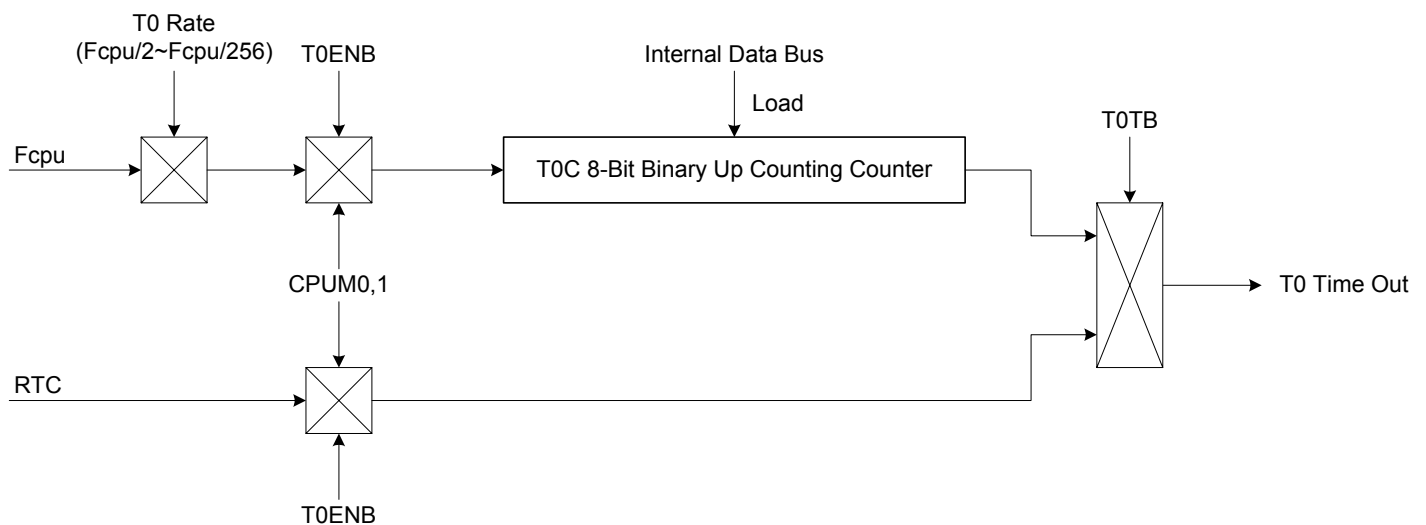 T0 Rate
(Fcpu/2~Fcpu/256)
T0ENB
Internal Data Bus
Load
T0TB
Fcpu
T0C 8-Bit Binary Up Counting Counter
CPUM0,1
T0 Time Out
RTC
T0ENB